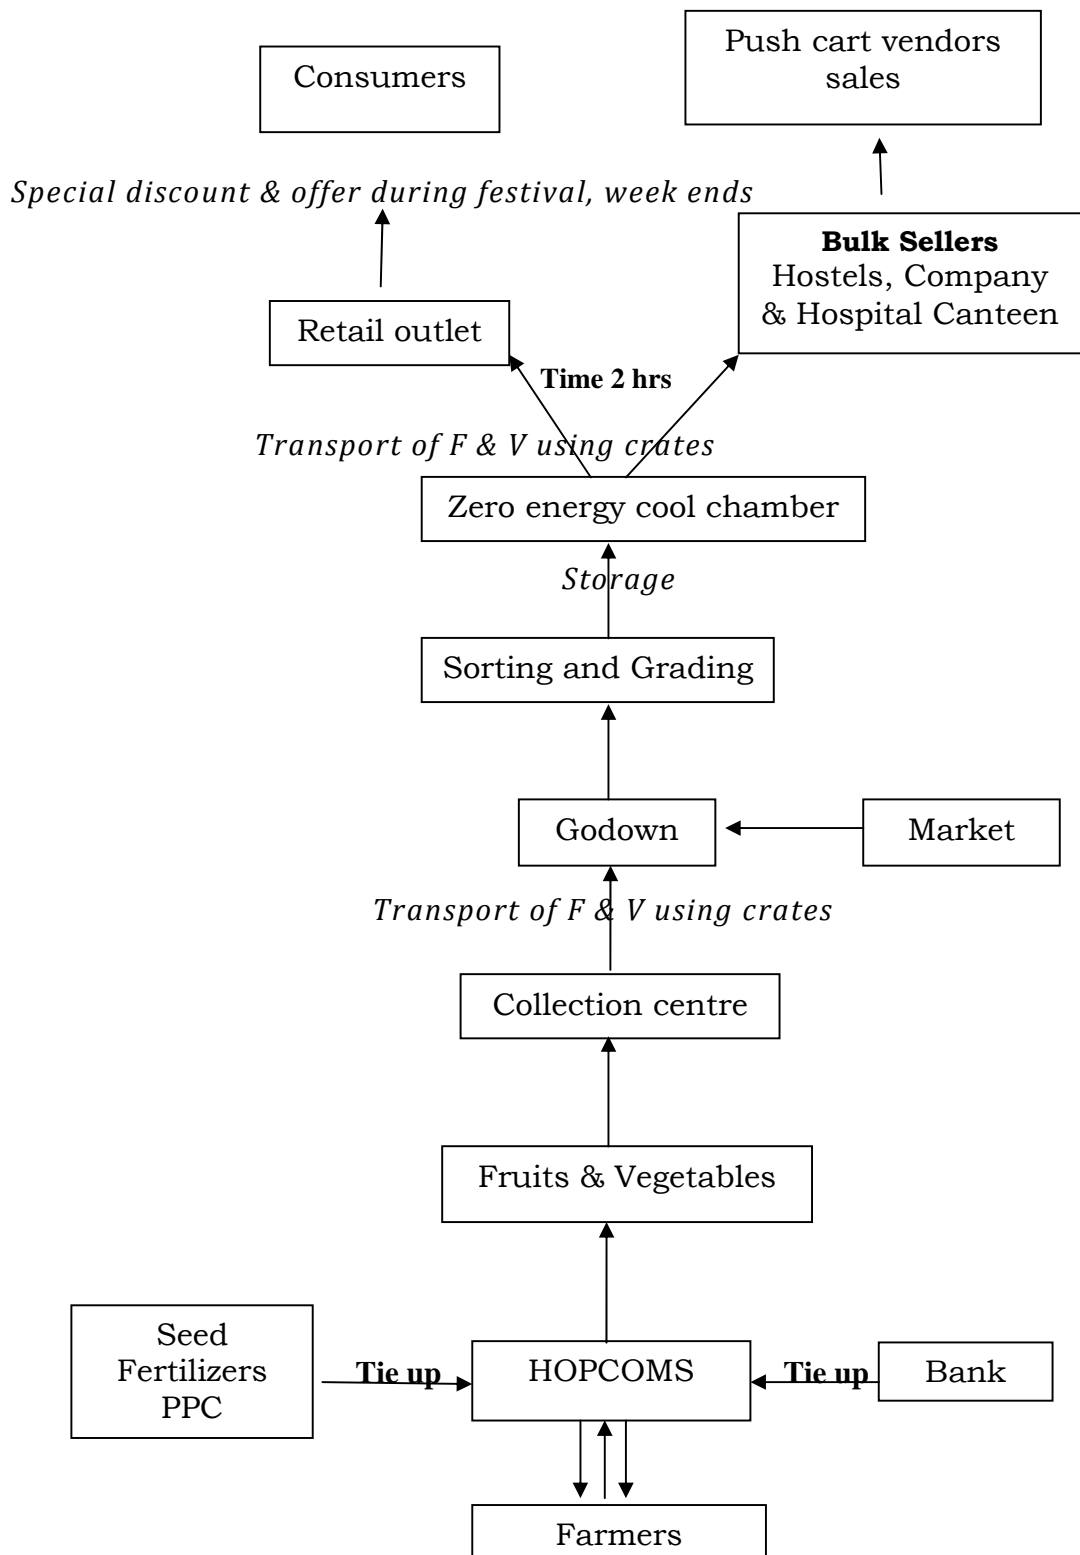 Push cart vendors
sales
Consumers
Special discount & offer during festival, week ends
Bulk Sellers
Hostels, Company
& Hospital Canteen
Retail outlet
Time 2 hrs
Transport of F & V using crates
Zero energy cool chamber
Storage
Sorting and Grading
Godown
Market
Transport of F & V using crates
Collection centre
Fruits & Vegetables
Seed
Fertilizers
PPC
Tie up
HOPCOMS
Tie up
Bank
Farmers